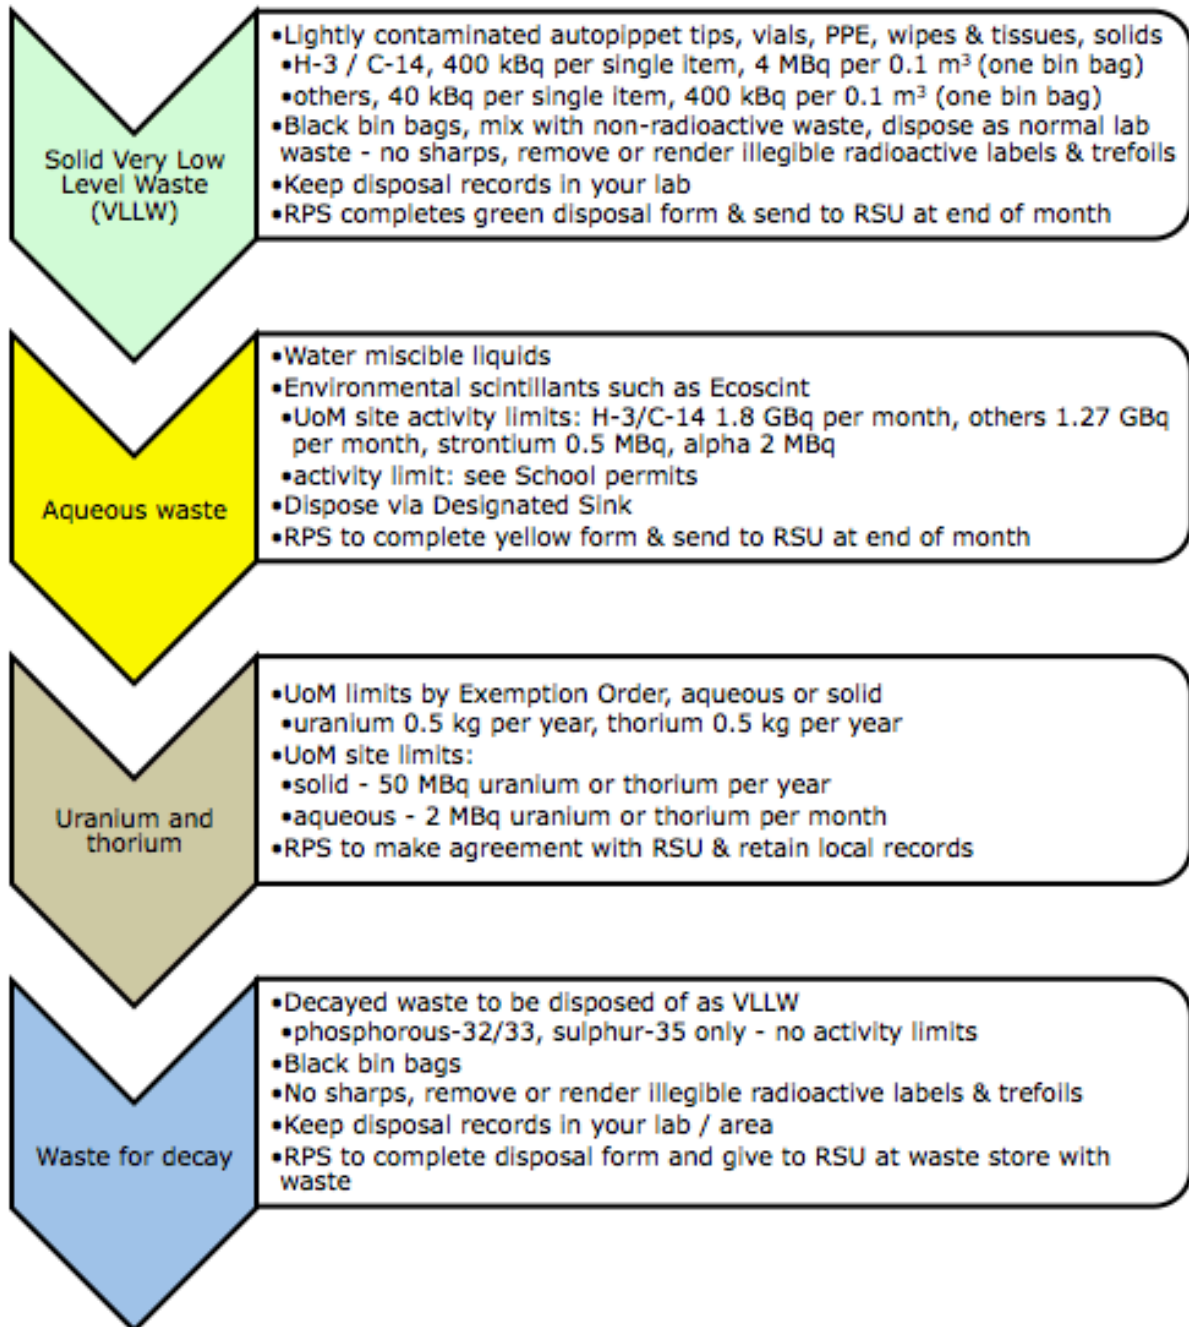 •Lightly contaminated autopippet tips, vials, PPE, wipes & tissues, solids
•H-3 / C-14, 400 kBq per single item, 4 MBq per 0.1 m³ (one bin bag)
•others, 40 kBq per single item, 400 kBq per 0.1 m³ (one bin bag)
•Black bin bags, mix with non-radioactive waste, dispose as normal lab
waste - no sharps, remove or render illegible radioactive labels & trefoils
•Keep disposal records in your lab
•RPS completes green disposal form & send to RSU at end of month
Solid Very Low
Level Waste
(VLLW)
•Water miscible liquids
•Environmental scintillants such as Ecoscint
•UoM site activity limits: H-3/C-14 1.8 GBq per month, others 1.27 GBq
per month, strontium 0.5 MBq, alpha 2 MBq
•activity limit: see School permits
•Dispose via Designated Sink
•RPS to complete yellow form & send to RSU at end of month
Aqueous waste
•UoM limits by Exemption Order, aqueous or solid
•uranium 0.5 kg per year, thorium 0.5 kg per year
•UoM site limits:
•solid - 50 MBq uranium or thorium per year
•aqueous - 2 MBq uranium or thorium per month
•RPS to make agreement with RSU & retain local records
Uranium and
thorium
•Decayed waste to be disposed of as VLLW
•phosphorous-32/33, sulphur-35 only - no activity limits
•Black bin bags
•No sharps, remove or render illegible radioactive labels & trefoils
•Keep disposal records in your lab / area
•RPS to complete disposal form and give to RSU at waste store with
waste
Waste for decay